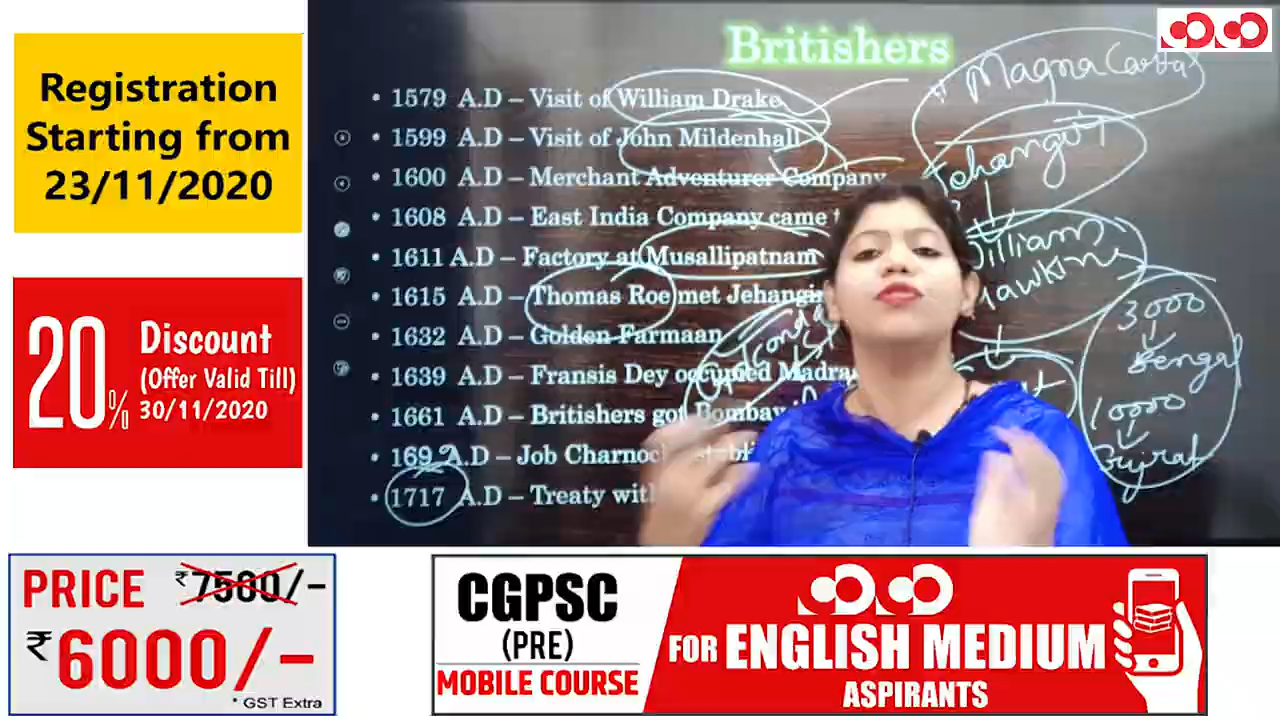 Registration
Starting from
23/11/2020
20%
Discount
(Offer Valid Till)
30/11/2020
Britishers
• 1579 A.D – Visit of William Drake
• 1599 A.D – Visit of John Mildenhall
• 1600 A.D – Merchant Adventurer Company
• 1608 A.D – East India Company came
• 1611 A.D – Factory at Musallipatnam
• 1615 A.D – Thomas Roe met Jehangir
• 1632 A.D – Golden Farmaan
• 1639 A.D – Fransis Dey occupied Madras
• 1661 A.D – Britishers got Bombay
• 169 A.D – Job Charnock
• 1717 A.D – Treaty with
Magna Carta
Jehangir
William
Hawkins
3000
Bengal
10000
Gujrat
PRICE ₹7500/-
₹6000/-
* GST Extra
CGPSC
(PRE)
MOBILE COURSE
FOR ENGLISH MEDIUM
ASPIRANTS